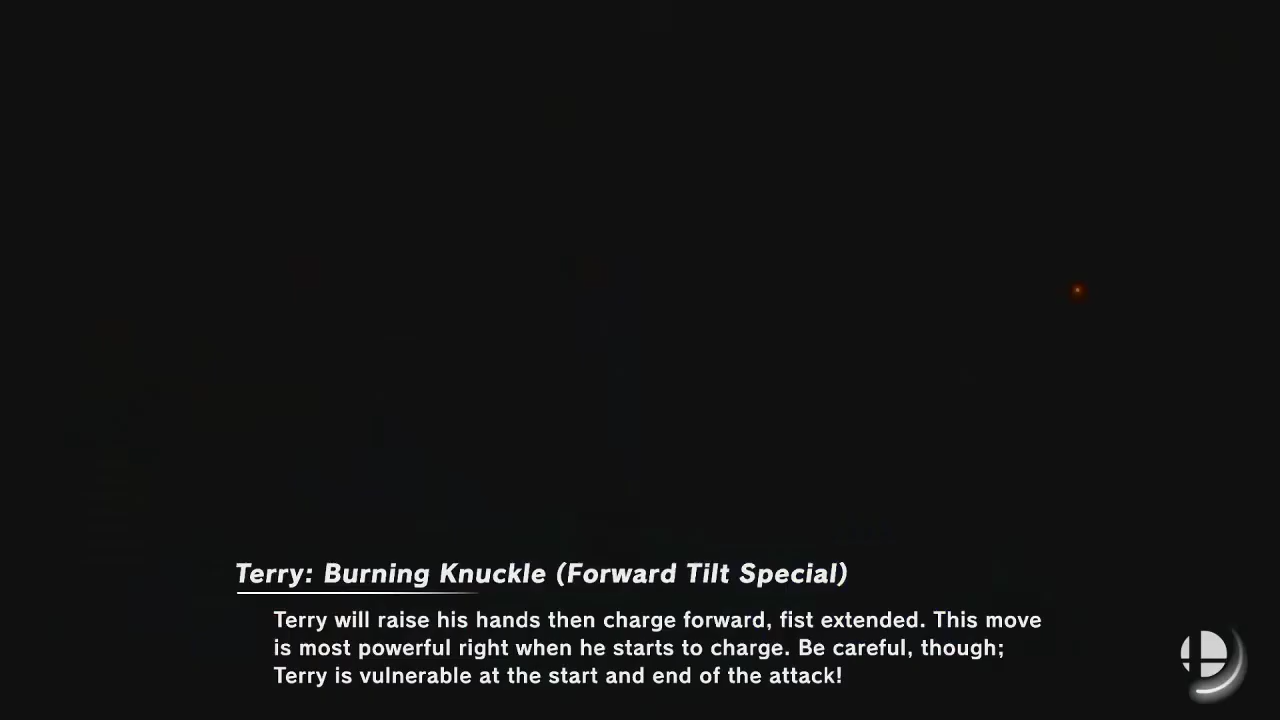 Terry: Burning Knuckle (Forward Tilt Special)
Terry will raise his hands then charge forward, fist extended. This move
is most powerful right when he starts to charge. Be careful, though;
Terry is vulnerable at the start and end of the attack!